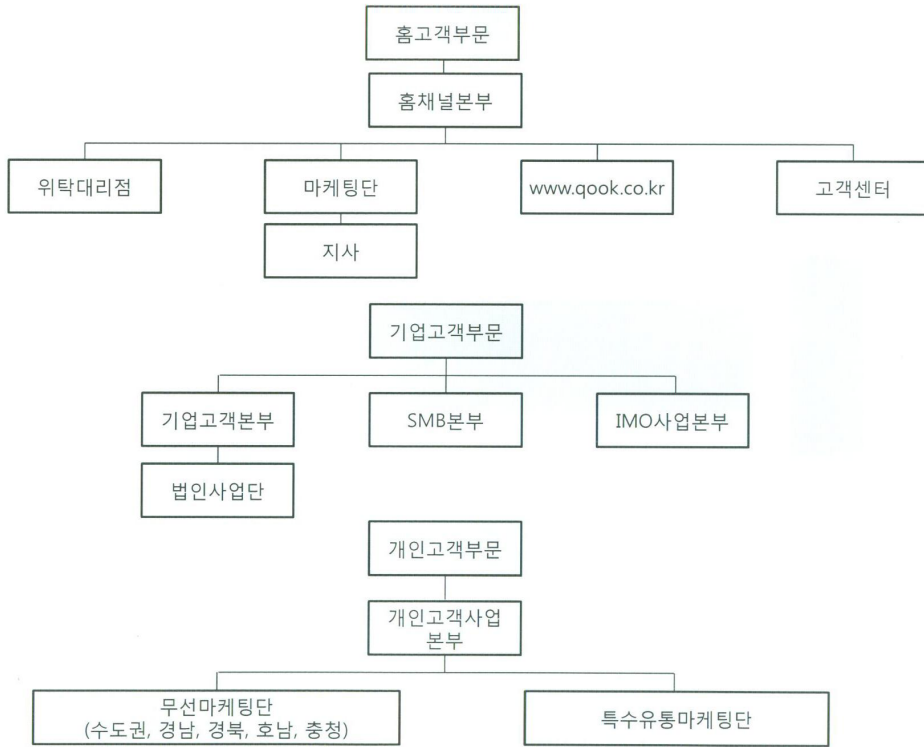 홈고객부문
홈채널본부
위탁대리점
마케팅단
www.qook.co.kr
고객센터
지사
기업고객부문
기업고객본부
SMB본부
IMO사업본부
법인사업단
개인고객부문
개인고객사업
본부
무선마케팅단
(수도권, 경남, 경북, 호남, 충청)
특수유통마케팅단